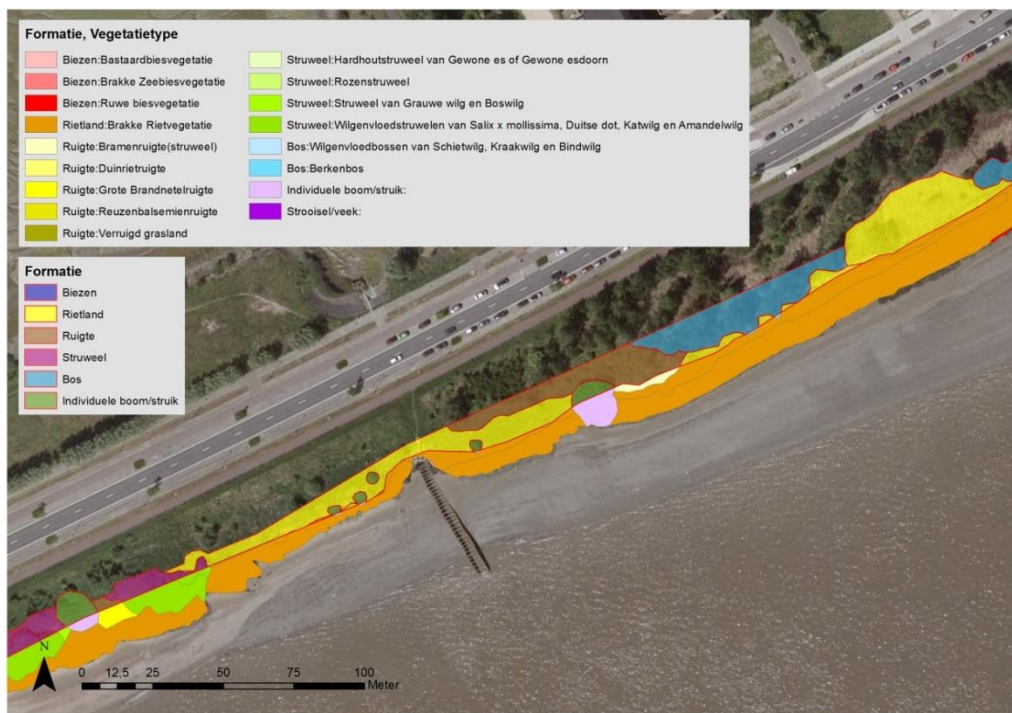 Formatie, Vegetatietype
Biezen:Bastaardbiesvegetatie
Biezen:Brakke Zeebiesvegetatie
Biezen:Ruwe biesvegetatie
Rietland:Brakke Rietvegetatie
Ruigte:Bramenruigte(struweel)
Ruigte:Duinrietruigte
Ruigte:Grote Brandnetelruigte
Ruigte:Reuzenbalsemienruigte
Ruigte:Verruigd grasland
Struweel:Hardhoutstruweel van Gewone es of Gewone esdoorn
Struweel:Rozenstruweel
Struweel:Struweel van Grauwe wilg en Boswilg
Struweel:Wilgenvloedstruwelen van Salix x mollissima, Duitse dot, Katwilg en Amandelwilg
Bos:Wilgenvloedbossen van Schietwilg, Kraakwilg en Bindwilg
Bos:Berkenbos
Individuele boom/struik:
Strooisel/veek:
Formatie
Biezen
Rietland
Ruigte
Struweel
Bos
Individuele boom/struik
N
0 12,5 25 50 75 100
Meter